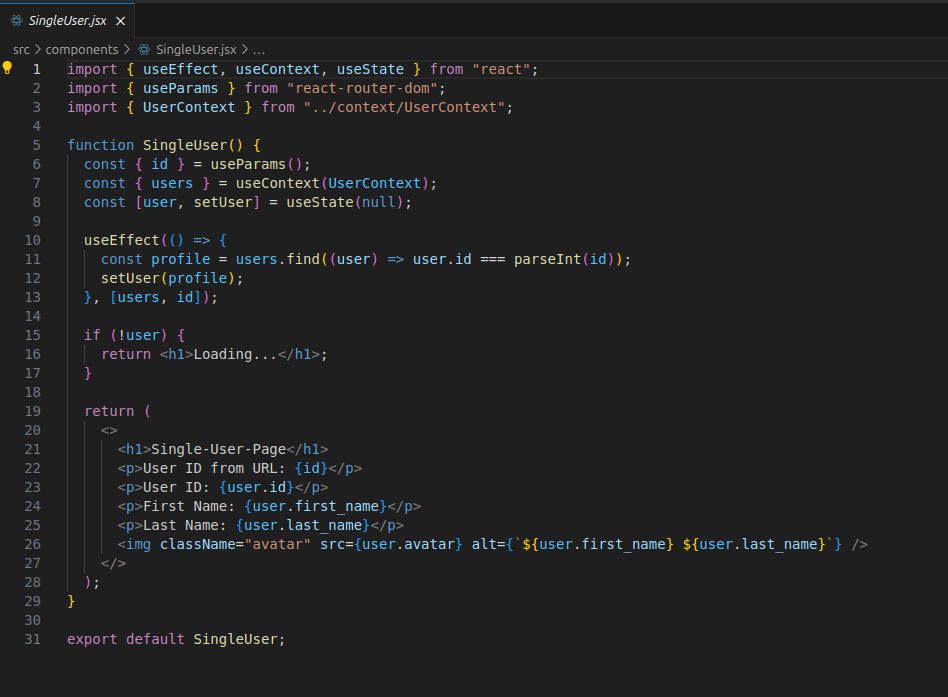 SingleUser.jsx ×
src > components > SingleUser.jsx > ...
1 import { useEffect, useContext, useState } from "react";
2 import { useParams } from "react-router-dom";
3 import { UserContext } from "../context/UserContext";
4
5 function SingleUser() {
6   const { id } = useParams();
7   const { users } = useContext(UserContext);
8   const [user, setUser] = useState(null);
9
10   useEffect(() => {
11     const profile = users.find((user) => user.id === parseInt(id));
12     setUser(profile);
13   }, [users, id]);
14
15   if (!user) {
16     return <h1>Loading...</h1>;
17   }
18
19   return (
20     <>
21       <h1>Single-User-Page</h1>
22       <p>User ID from URL: {id}</p>
23       <p>User ID: {user.id}</p>
24       <p>First Name: {user.first_name}</p>
25       <p>Last Name: {user.last_name}</p>
26       <img className="avatar" src={user.avatar} alt={`${user.first_name} ${user.last_name}`} />
27     </>
28   );
29 }
30
31 export default SingleUser;